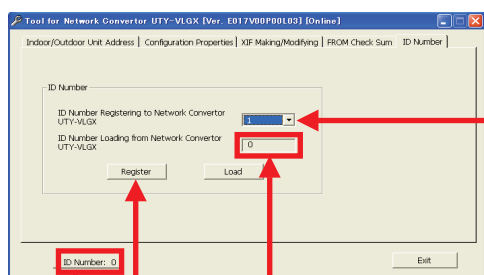 Tool for Network Convertor UTY-VLGX [Ver. E017V00P00L03] [Online]
Indoor/Outdoor Unit Address | Configuration Properties | XIF Making/Modifying | FROM Check Sum | ID Number
ID Number
ID Number Registering to Network Convertor
UTY-VLGX
1
ID Number Loading from Network Convertor
UTY-VLGX
0
Register Load
ID Number: 0 Exit